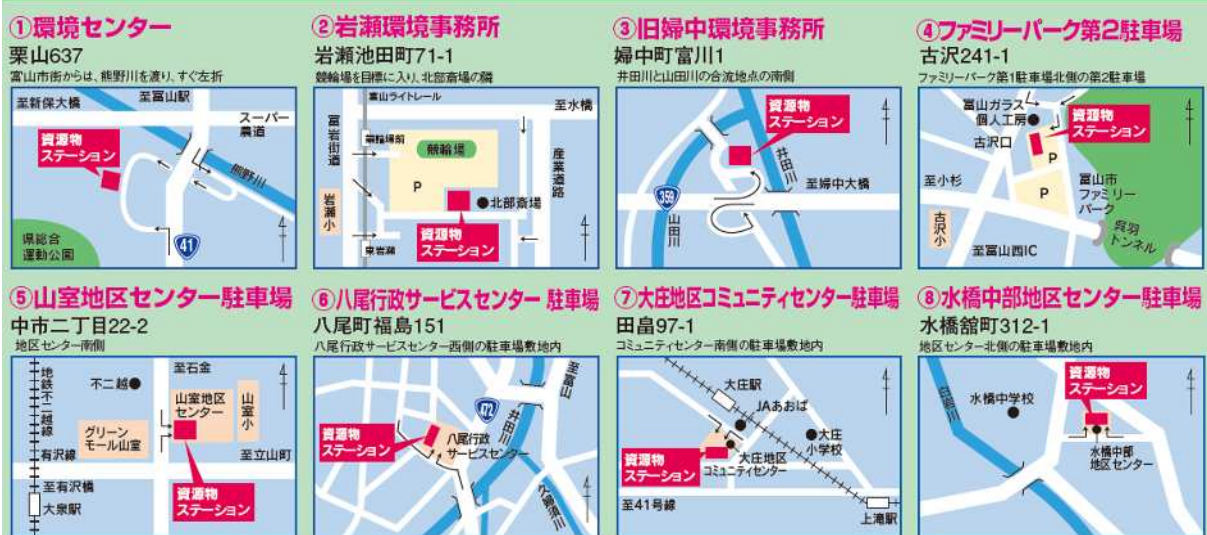 ①環境センター
栗山637
富山市街からは、熊野川を渡り、すぐ左折
至新保大橋
至富山駅
スーパー
農道
資源物
ステーション
熊野川
41
県総合
運動公園
②岩瀬環境事務所
岩瀬池田町71-1
競輪場を目標に入り、北部斎場の隣
富山ライトレール
至水橋
富岩街道
競輪場前
競輪場
産業道路
P
岩瀬小
北部斎場
資源物
ステーション
東岩瀬
③旧婦中環境事務所
婦中町富川1
井田川と山田川の合流地点の南側
資源物
ステーション
井田川
至婦中大橋
359
山田川
④ファミリーパーク第2駐車場
古沢241-1
ファミリーパーク第1駐車場北側の第2駐車場
富山ガラス
個人工房
資源物
ステーション
古沢口
P
至小杉
P
富山市
ファミリー
パーク
古沢小
呉羽
トンネル
至富山西IC
⑤山室地区センター駐車場
中市二丁目22-2
地区センター南側
至石金
地鉄不二越線
不二越
山室地区
センター
山室小
グリーン
モール山室
有沢線
至立山町
至有沢橋
資源物
ステーション
大泉駅
⑥八尾行政サービスセンター 駐車場
八尾町福島151
八尾行政サービスセンター西側の駐車場敷地内
至富山
472
井田川
資源物
ステーション
八尾行政
サービスセンター
久婦須川
⑦大庄地区コミュニティセンター駐車場
田畠97-1
コミュニティセンター南側の駐車場敷地内
大庄駅
JAあおば
大庄
小学校
資源物
ステーション
大庄地区
コミュニティセンター
至41号線
上滝駅
⑧水橋中部地区センター駐車場
水橋舘町312-1
地区センター北側の駐車場敷地内
資源物
ステーション
白岩川
水橋中学校
水橋中部
地区センター